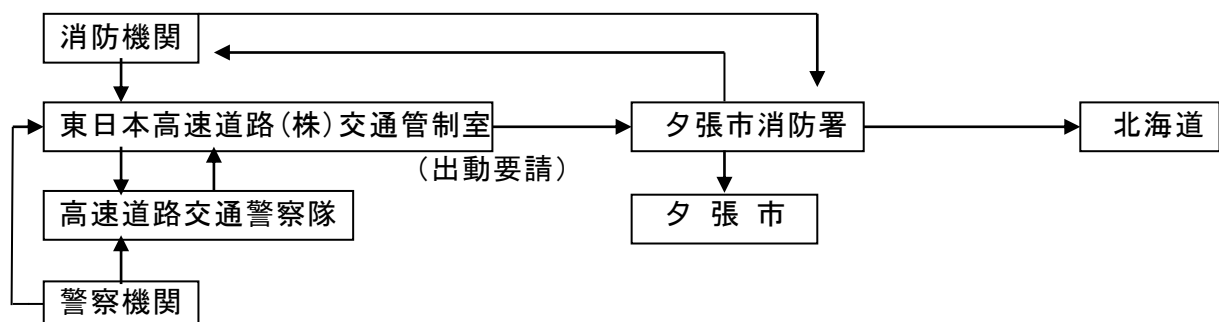 消防機関
東日本高速道路(株)交通管制室
夕張市消防署
北海道
(出動要請)
高速道路交通警察隊
夕 張 市
警察機関